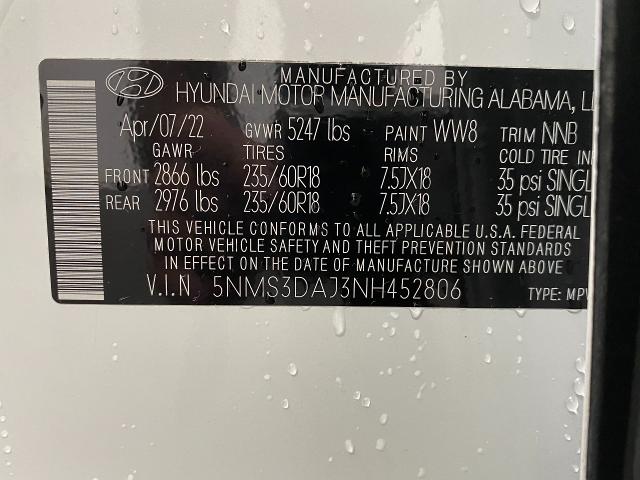 MANUFACTURED BY
HYUNDAI MOTOR MANUFACTURING ALABAMA,
Apr/07/22 GVWR 5247 lbs PAINT WW8 TRIM NNB
GAWR TIRES RIMS COLD TIRE
FRONT 2866 lbs 235/60R18 7.5JX18 35 psi SINGL
REAR 2976 lbs 235/60R18 7.5JX18 35 psi SINGL
THIS VEHICLE CONFORMS TO ALL APPLICABLE U.S.A. FEDERAL
MOTOR VEHICLE SAFETY AND THEFT PREVENTION STANDARDS
IN EFFECT ON THE DATE OF MANUFACTURE SHOWN ABOVE
V.I.N 5NMS3DAJ3NH452806 TYPE: MPV